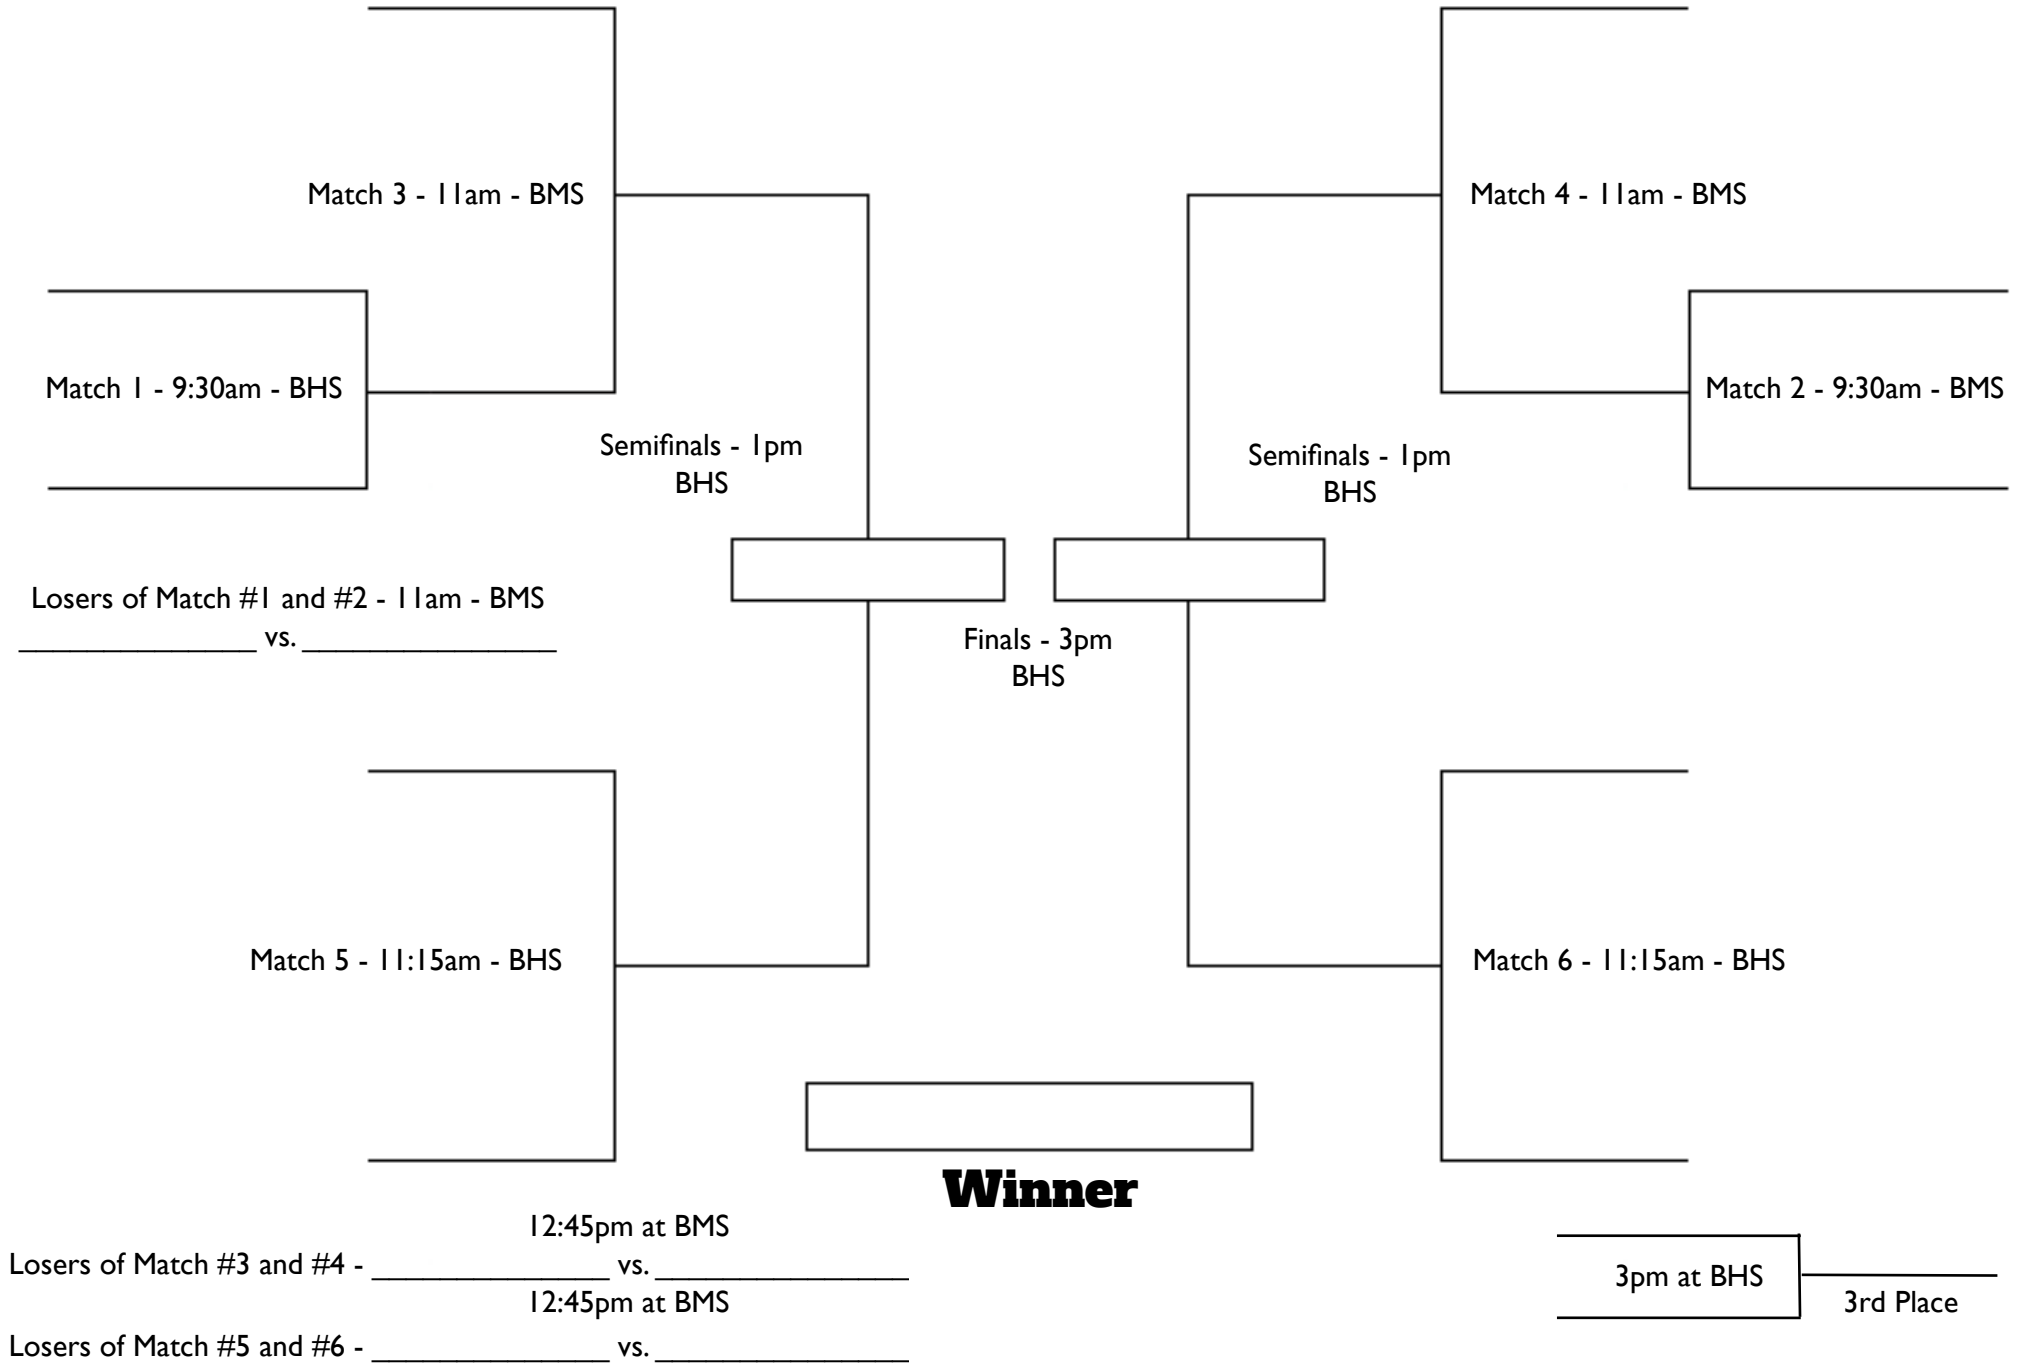 Match 3 - 11am - BMS
Match 4 - 11am - BMS
Match 1 - 9:30am - BHS
Match 2 - 9:30am - BMS
Semifinals - 1pm
BHS
Semifinals - 1pm
BHS
Losers of Match #1 and #2 - 11am - BMS
______________ vs. _______________
Finals - 3pm
BHS
Match 5 - 11:15am - BHS
Match 6 - 11:15am - BHS
Winner
12:45pm at BMS
Losers of Match #3 and #4 - ______________ vs. _______________
12:45pm at BMS
Losers of Match #5 and #6 - ______________ vs. _______________
3pm at BHS
3rd Place